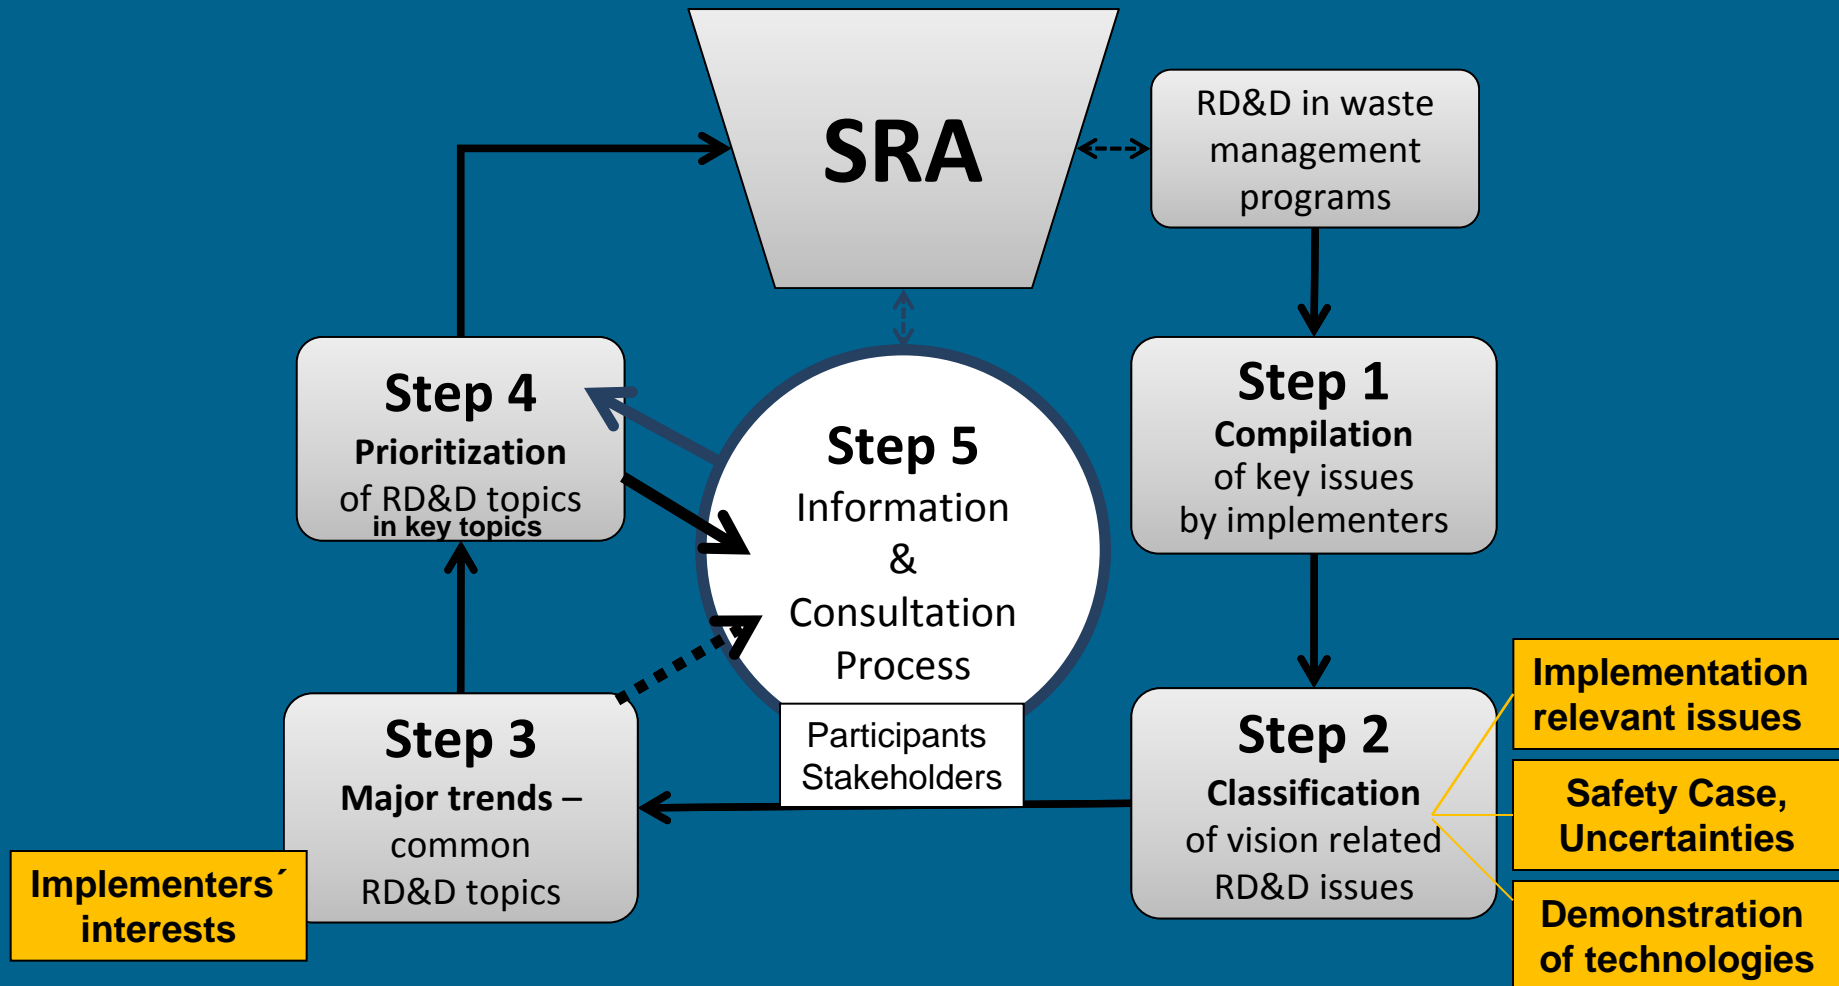 SRA
RD&D in waste
management
programs
Step 1
Compilation
of key issues
by implementers
Step 2
Classification
of vision related
RD&D issues
Implementation
relevant issues
Safety Case,
Uncertainties
Demonstration
of technologies
Step 3
Major trends –
common
RD&D topics
Implementers´
interests
Step 4
Prioritization
of RD&D topics
in key topics
Step 5
Information
&
Consultation
Process
Participants
Stakeholders